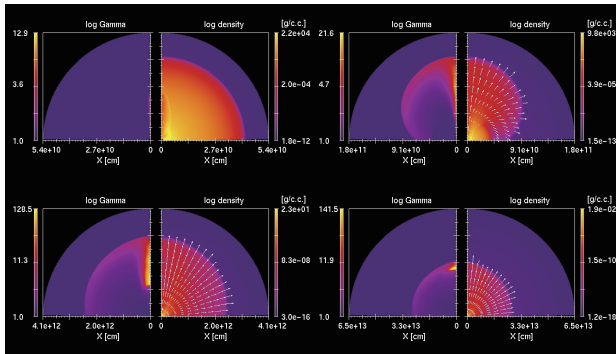 log Gamma log density [g/c.c.]
12.9 2.2e+04
3.6 2.0e-04
1.0 1.8e-12
5.4e+10 2.7e+10 0 2.7e+10 5.4e+10
X [cm] X [cm]
log Gamma log density [g/c.c.]
21.6 9.8e+03
4.7 3.9e-05
1.0 1.5e-13
1.8e+11 9.1e+10 0 9.1e+10 1.8e+11
X [cm] X [cm]
log Gamma log density [g/c.c.]
128.5 2.3e+01
11.3 8.3e-08
1.0 3.0e-16
4.1e+12 2.0e+12 0 2.0e+12 4.1e+12
X [cm] X [cm]
log Gamma log density [g/c.c.]
141.5 1.9e-02
11.9 1.5e-10
1.0 1.2e-18
6.5e+13 3.3e+13 0 3.3e+13 6.5e+13
X [cm] X [cm]